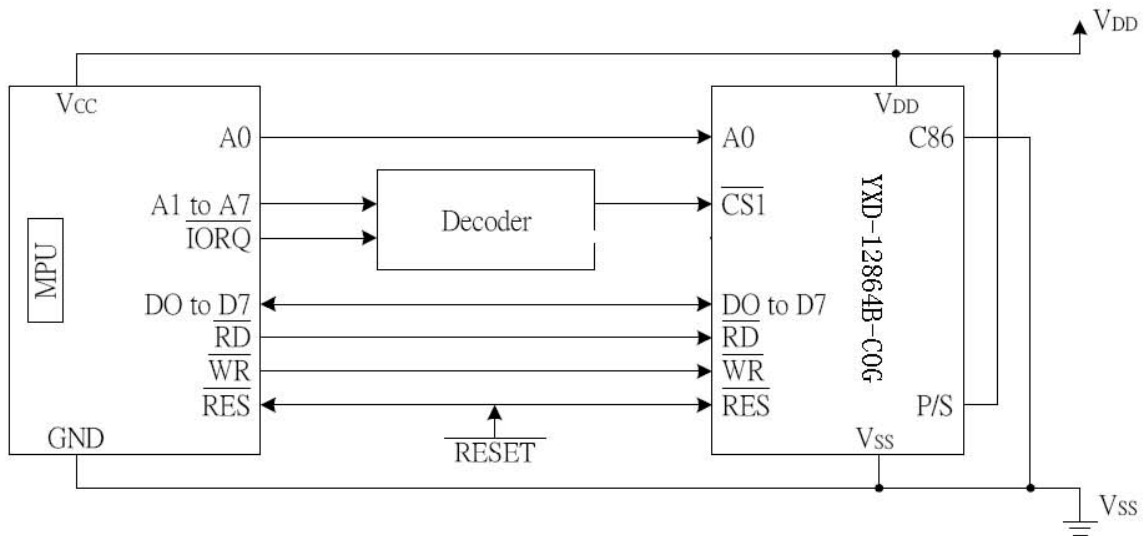 VDD
VCC
VDD
A0
A0
C86
A1 to A7
Decoder
CS1
IORQ
MPU
YXD-12864B-COG
DO to D7
DO to D7
RD
RD
WR
WR
RES
RES
P/S
GND
RESET
VSS
VSS